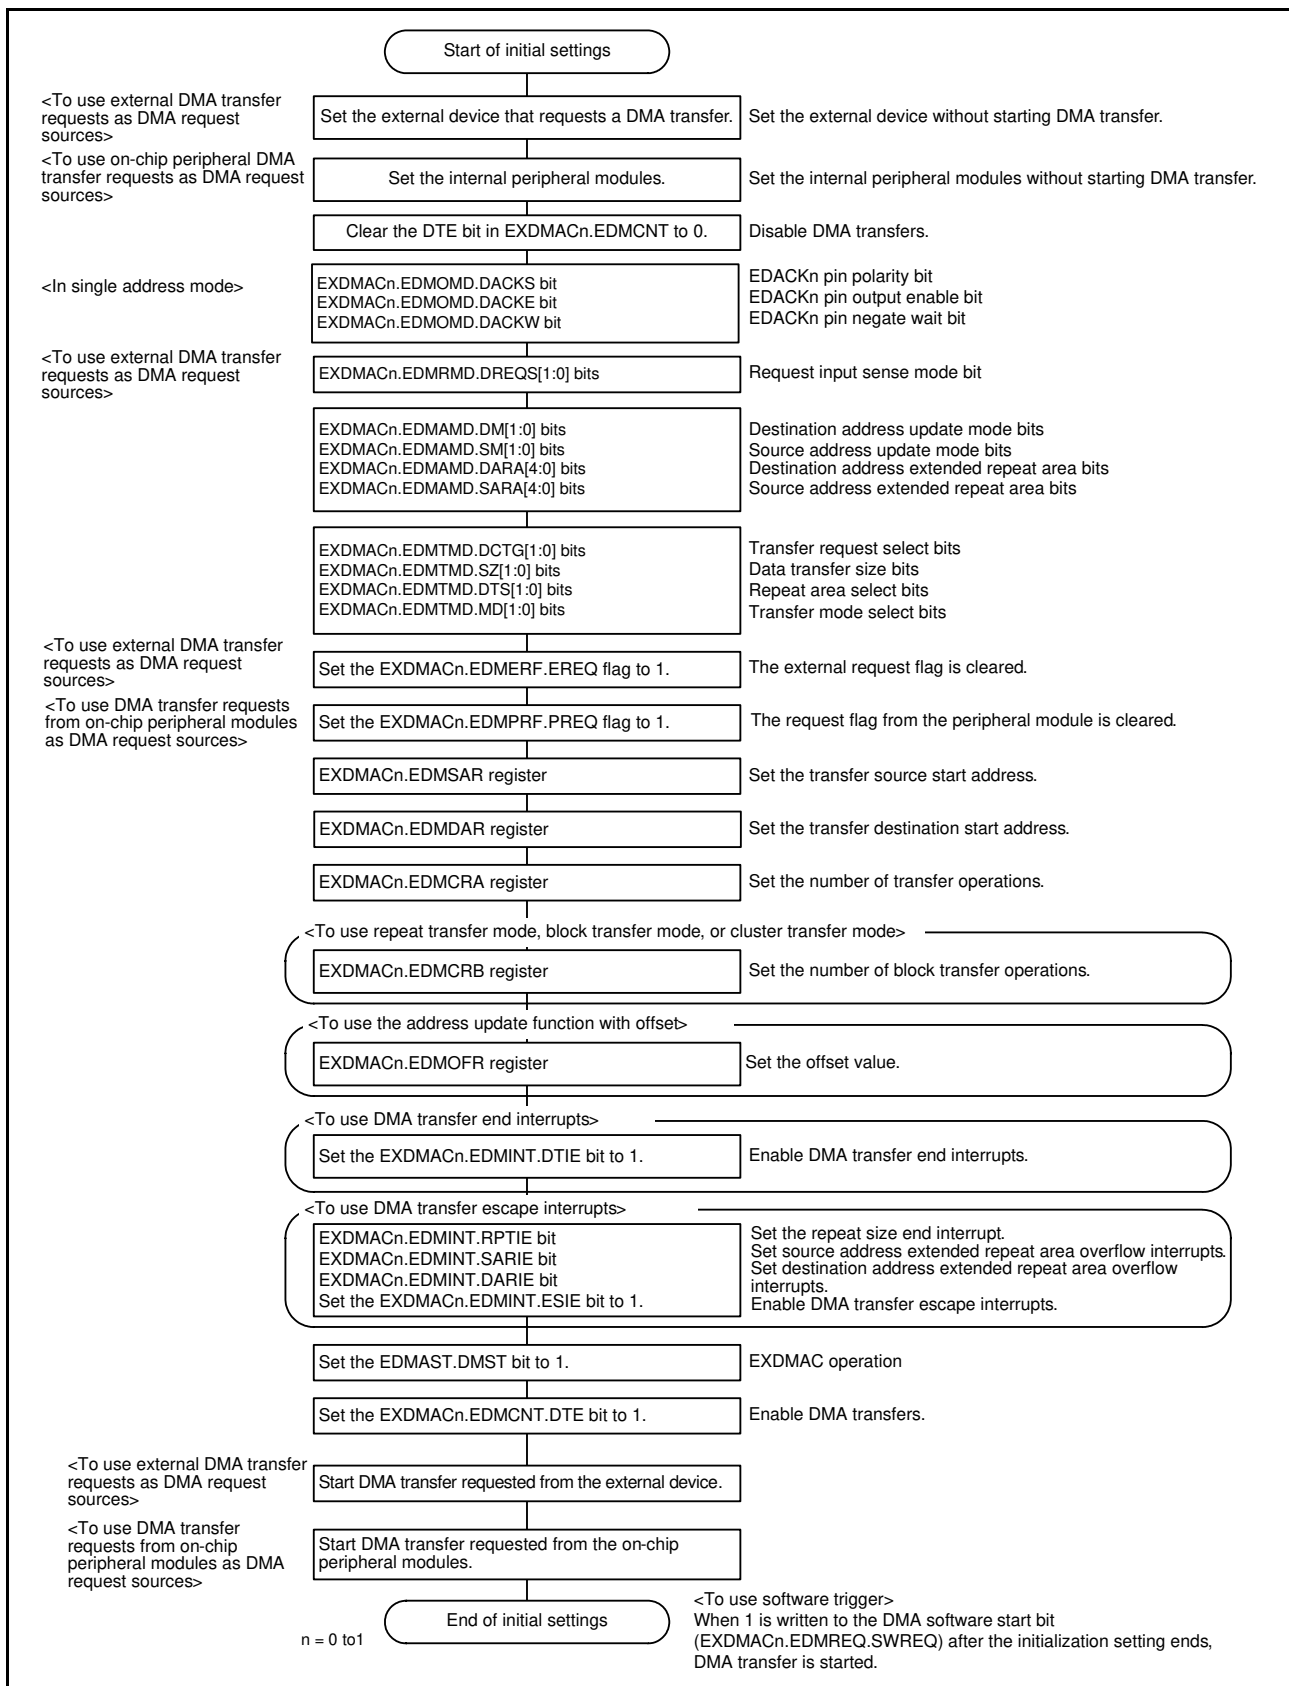 Start of initial settings
<To use external DMA transfer
requests as DMA request
sources>
Set the external device that requests a DMA transfer.
Set the external device without starting DMA transfer.
<To use on-chip peripheral DMA
transfer requests as DMA request
sources>
Set the internal peripheral modules.
Set the internal peripheral modules without starting DMA transfer.
Clear the DTE bit in EXDMACn.EDMCNT to 0.
Disable DMA transfers.
<In single address mode>
EXDMACn.EDMOMD.DACKS bit
EXDMACn.EDMOMD.DACKE bit
EXDMACn.EDMOMD.DACKW bit
EDACKn pin polarity bit
EDACKn pin output enable bit
EDACKn pin negate wait bit
<To use external DMA transfer
requests as DMA request
sources>
EXDMACn.EDMRMD.DREQS[1:0] bits
Request input sense mode bit
EXDMACn.EDMAMD.DM[1:0] bits
EXDMACn.EDMAMD.SM[1:0] bits
EXDMACn.EDMAMD.DARA[4:0] bits
EXDMACn.EDMAMD.SARA[4:0] bits
Destination address update mode bits
Source address update mode bits
Destination address extended repeat area bits
Source address extended repeat area bits
EXDMACn.EDMTMD.DCTG[1:0] bits
EXDMACn.EDMTMD.SZ[1:0] bits
EXDMACn.EDMTMD.DTS[1:0] bits
EXDMACn.EDMTMD.MD[1:0] bits
Transfer request select bits
Data transfer size bits
Repeat area select bits
Transfer mode select bits
<To use external DMA transfer
requests as DMA request
sources>
Set the EXDMACn.EDMERF.EREQ flag to 1.
The external request flag is cleared.
<To use DMA transfer requests
from on-chip peripheral modules
as DMA request sources>
Set the EXDMACn.EDMPRF.PREQ flag to 1.
The request flag from the peripheral module is cleared.
EXDMACn.EDMSAR register
Set the transfer source start address.
EXDMACn.EDMDAR register
Set the transfer destination start address.
EXDMACn.EDMCRA register
Set the number of transfer operations.
<To use repeat transfer mode, block transfer mode, or cluster transfer mode>
EXDMACn.EDMCRB register
Set the number of block transfer operations.
<To use the address update function with offset>
EXDMACn.EDMOFR register
Set the offset value.
<To use DMA transfer end interrupts>
Set the EXDMACn.EDMINT.DTIE bit to 1.
Enable DMA transfer end interrupts.
<To use DMA transfer escape interrupts>
EXDMACn.EDMINT.RPTIE bit
EXDMACn.EDMINT.SARIE bit
EXDMACn.EDMINT.DARIE bit
Set the EXDMACn.EDMINT.ESIE bit to 1.
Set the repeat size end interrupt.
Set source address extended repeat area overflow interrupts.
Set destination address extended repeat area overflow
interrupts.
Enable DMA transfer escape interrupts.
Set the EDMAST.DMST bit to 1.
EXDMAC operation
Set the EXDMACn.EDMCNT.DTE bit to 1.
Enable DMA transfers.
<To use external DMA transfer
requests as DMA request
sources>
Start DMA transfer requested from the external device.
<To use DMA transfer
requests from on-chip
peripheral modules as DMA
request sources>
Start DMA transfer requested from the on-chip
peripheral modules.
End of initial settings
n = 0 to1
<To use software trigger>
When 1 is written to the DMA software start bit
(EXDMACn.EDMREQ.SWREQ) after the initialization setting ends,
DMA transfer is started.